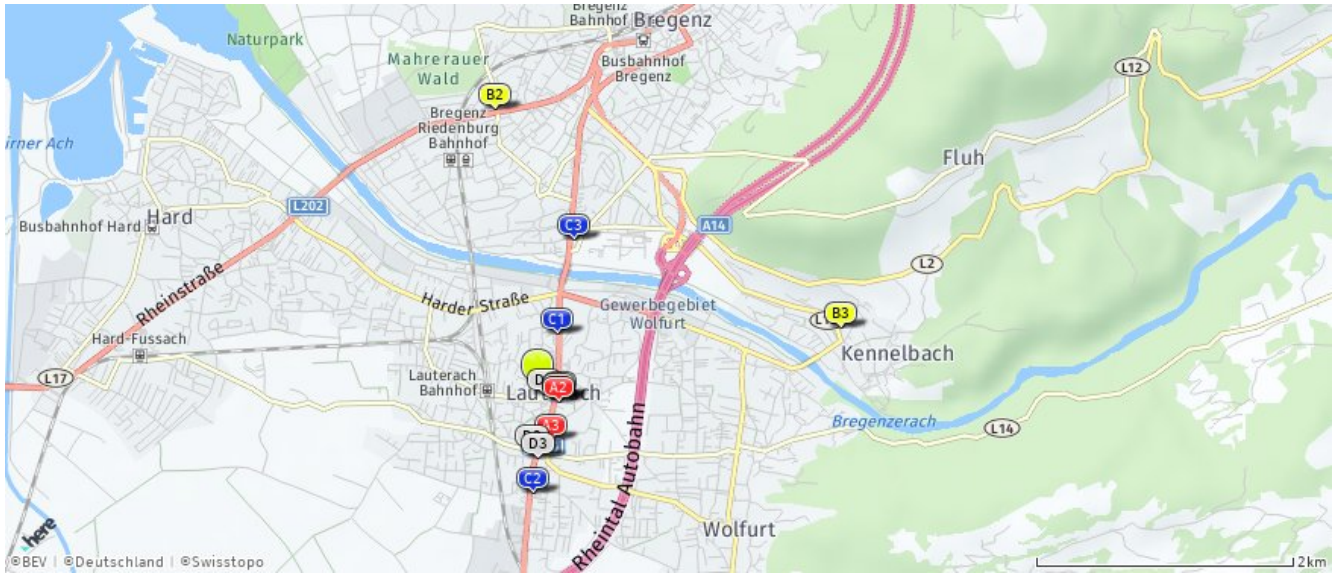 Bregenz
Bahnhof
Bregenz
Busbahnhof
Bregenz
Naturpark
Mahrerauer
Wald
L12
B2
Bregenz
Riedenburg
Bahnhof
irner Ach
Fluh
L202
Hard
Busbahnhof Hard
C3
A14
L2
Rheinstraße
Harder Straße
Gewerbegebiet
Wolfurt
C1
B3
Hard-Fussach
Kennelbach
L17
Lauterach
Bahnhof
A2
Bregenzerach
L14
A3
D3
C2
Rheintal Autobahn
Wolfurt
here
©BEV | ©Deutschland | ©Swisstopo
2km